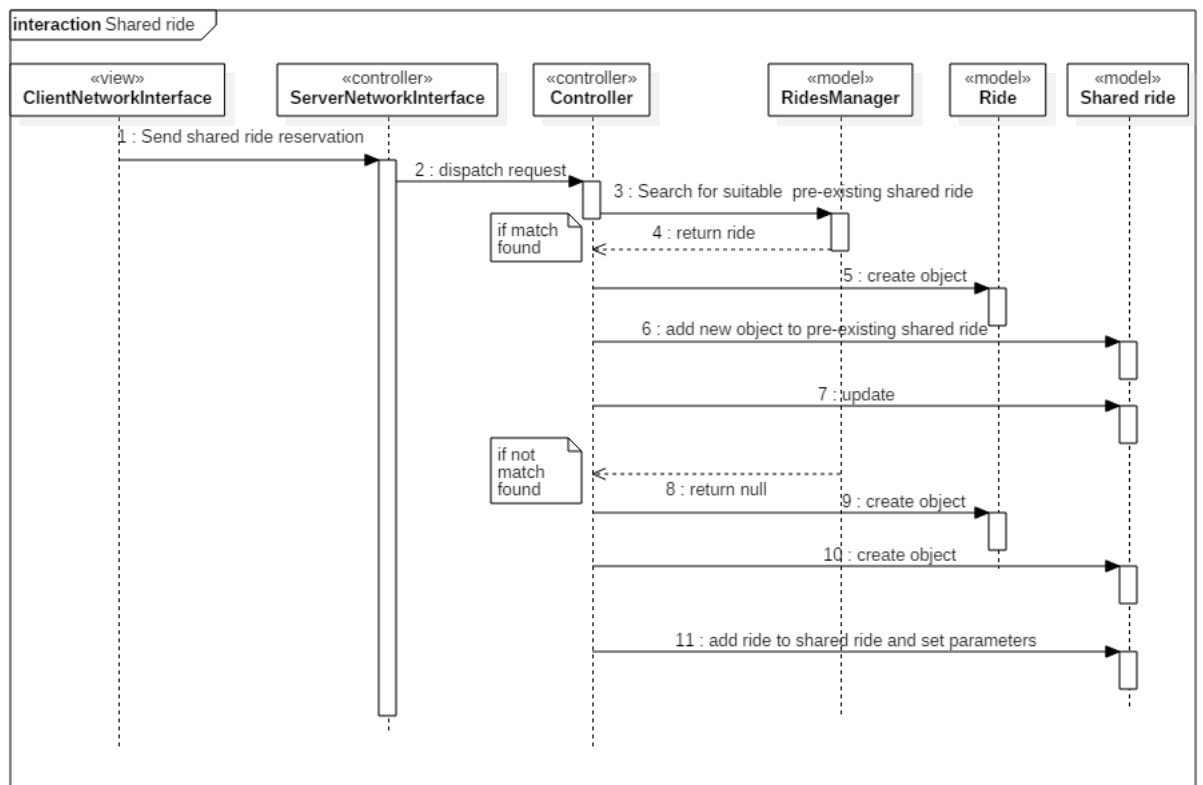 interaction Shared ride
«view»
ClientNetworkInterface
«controller»
ServerNetworkInterface
«controller»
Controller
«model»
RidesManager
«model»
Ride
«model»
Shared ride
1 : Send shared ride reservation
2 : dispatch request
3 : Search for suitable  pre-existing shared ride
if match
found
4 : return ride
5 : create object
6 : add new object to pre-existing shared ride
7 : update
if not
match
found
8 : return null
9 : create object
10 : create object
11 : add ride to shared ride and set parameters